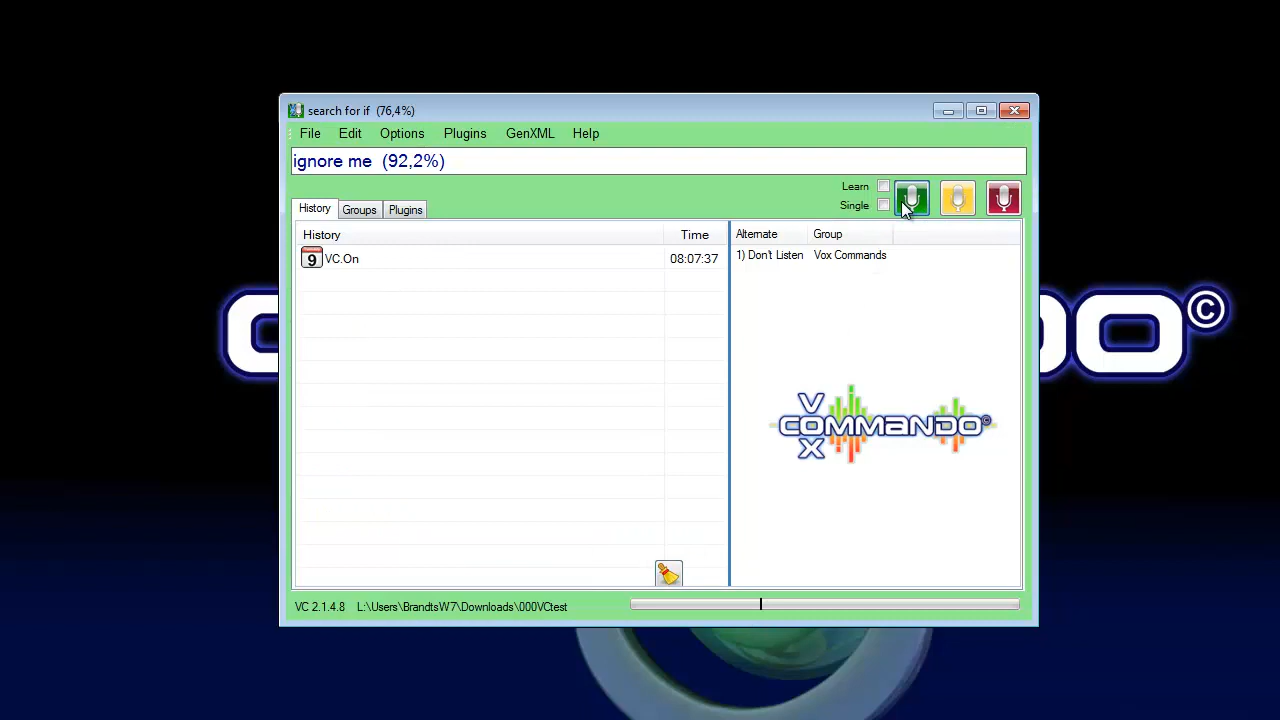 search for if (76,4%)
File Edit Options Plugins GenXML Help
ignore me (92,2%)
Learn
Single
History Groups Plugins
History Time
Alternate Group
9 VC.On 08:07:37
1) Don't Listen Vox Commands
VOX
COMMANDO©
©
VC 2.1.4.8 L:\Users\BrandtsW7\Downloads\000VCtest